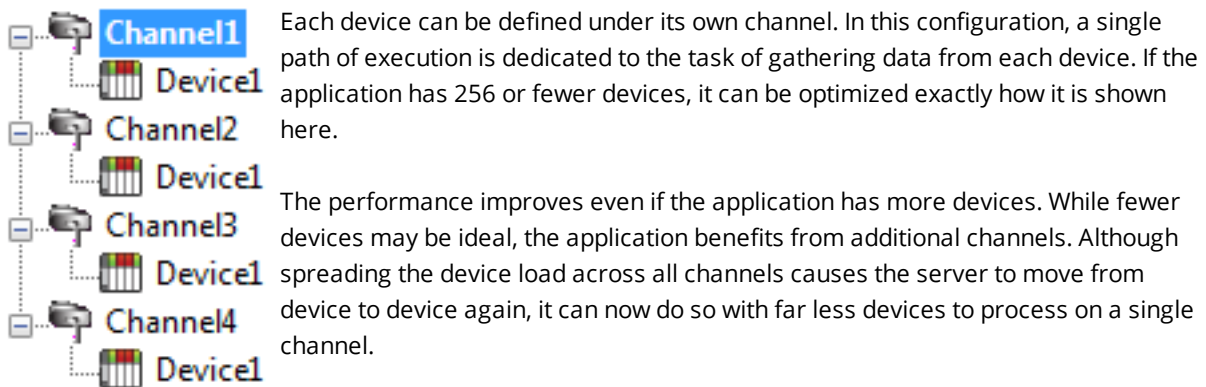 Channel1
Device1
Channel2
Device1
Channel3
Device1
Channel4
Device1
Each device can be defined under its own channel. In this configuration, a single
path of execution is dedicated to the task of gathering data from each device. If the
application has 256 or fewer devices, it can be optimized exactly how it is shown
here.
The performance improves even if the application has more devices. While fewer
devices may be ideal, the application benefits from additional channels. Although
spreading the device load across all channels causes the server to move from
device to device again, it can now do so with far less devices to process on a single
channel.